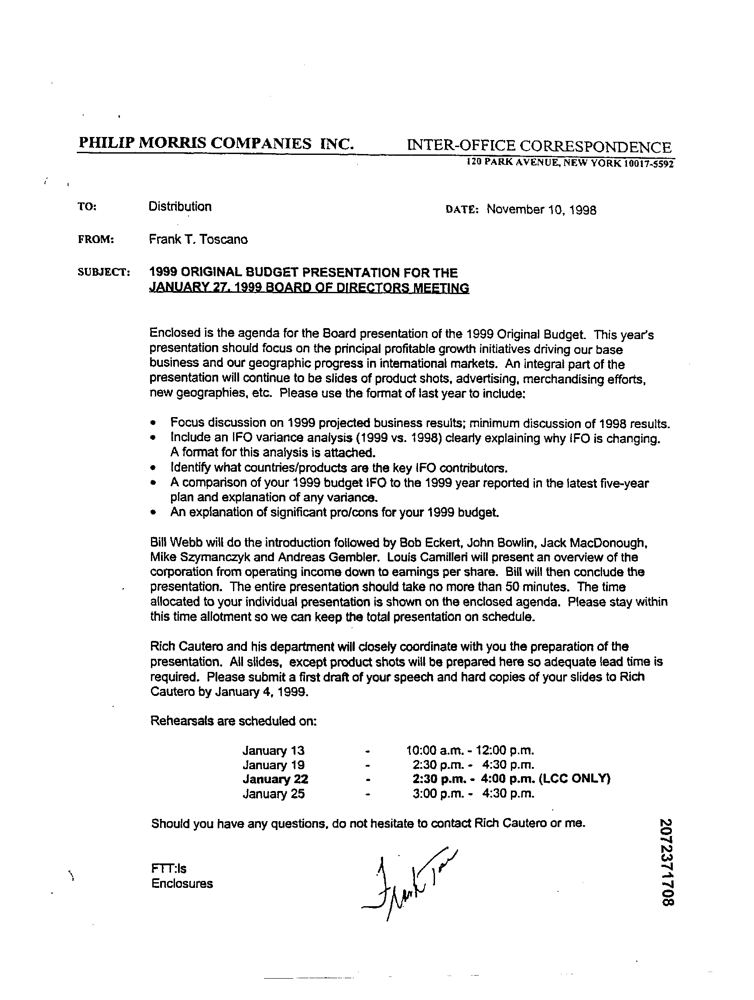 PHILIP MORRIS COMPANIES INC. INTER-OFFICE CORRESPONDENCE
120 PARK AVENUE, NEW YORK 10017-5592
TO: Distribution DATE: November 10, 1998
FROM: Frank T. Toscano
SUBJECT: 1999 ORIGINAL BUDGET PRESENTATION FOR THE
JANUARY 27, 1999 BOARD OF DIRECTORS MEETING
Enclosed is the agenda for the Board presentation of the 1999 Original Budget. This year's
presentation should focus on the principal profitable growth initiatives driving our base
business and our geographic progress in international markets. An integral part of the
presentation will continue to be slides of product shots, advertising, merchandising efforts,
new geographies, etc. Please use the format of last year to include:
• Focus discussion on 1999 projected business results; minimum discussion of 1998 results.
• Include an IFO variance analysis (1999 vs. 1998) clearly explaining why IFO is changing.
A format for this analysis is attached.
• Identify what countries/products are the key IFO contributors.
• A comparison of your 1999 budget IFO to the 1999 year reported in the latest five-year
plan and explanation of any variance.
• An explanation of significant pro/cons for your 1999 budget.
Bill Webb will do the introduction followed by Bob Eckert, John Bowlin, Jack MacDonough,
Mike Szymanczyk and Andreas Gembler. Louis Camilleri will present an overview of the
corporation from operating income down to earnings per share. Bill will then conclude the
presentation. The entire presentation should take no more than 50 minutes. The time
allocated to your individual presentation is shown on the enclosed agenda. Please stay within
this time allotment so we can keep the total presentation on schedule.
Rich Cautero and his department will closely coordinate with you the preparation of the
presentation. All slides, except product shots will be prepared here so adequate lead time is
required. Please submit a first draft of your speech and hard copies of your slides to Rich
Cautero by January 4, 1999.
Rehearsals are scheduled on:
January 13 - 10:00 a.m. - 12:00 p.m.
January 19 - 2:30 p.m. - 4:30 p.m.
January 22 - 2:30 p.m. - 4:00 p.m. (LCC ONLY)
January 25 - 3:00 p.m. - 4:30 p.m.
Should you have any questions, do not hesitate to contact Rich Cautero or me.
FTT:ls
Enclosures
Frank
2072371708